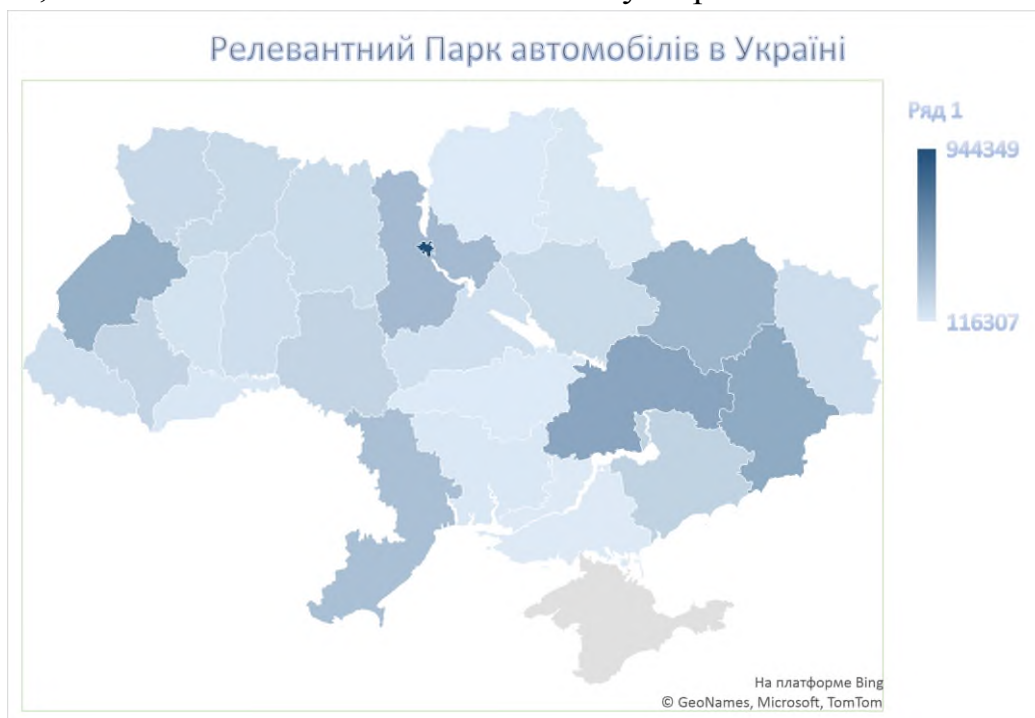 Релевантний Парк автомобілів в Україні
Ряд 1
944349
116307
На платформе Bing
© GeoNames, Microsoft, TomTom